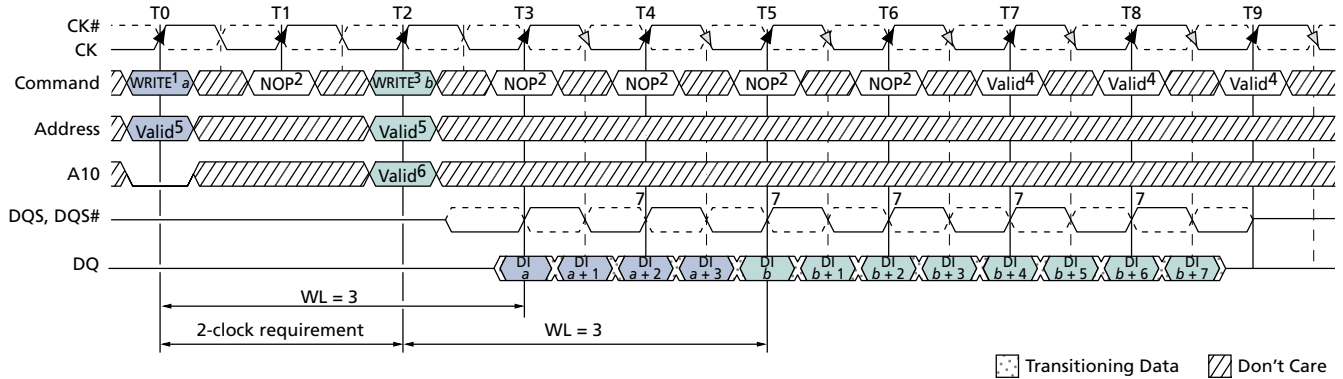 T0 T1 T2 T3 T4 T5 T6 T7 T8 T9
CK#
CK
Command WRITE1 a NOP2 WRITE3 b NOP2 NOP2 NOP2 NOP2 Valid4 Valid4 Valid4
Address Valid5 Valid5
A10 Valid6
7 7 7 7 7
DQS, DQS#
DQ DI a DI a + 1 DI a + 2 DI a + 3 DI b DI b + 1 DI b + 2 DI b + 3 DI b + 4 DI b + 5 DI b + 6 DI b + 7
WL = 3
2-clock requirement WL = 3
Transitioning Data Don't Care